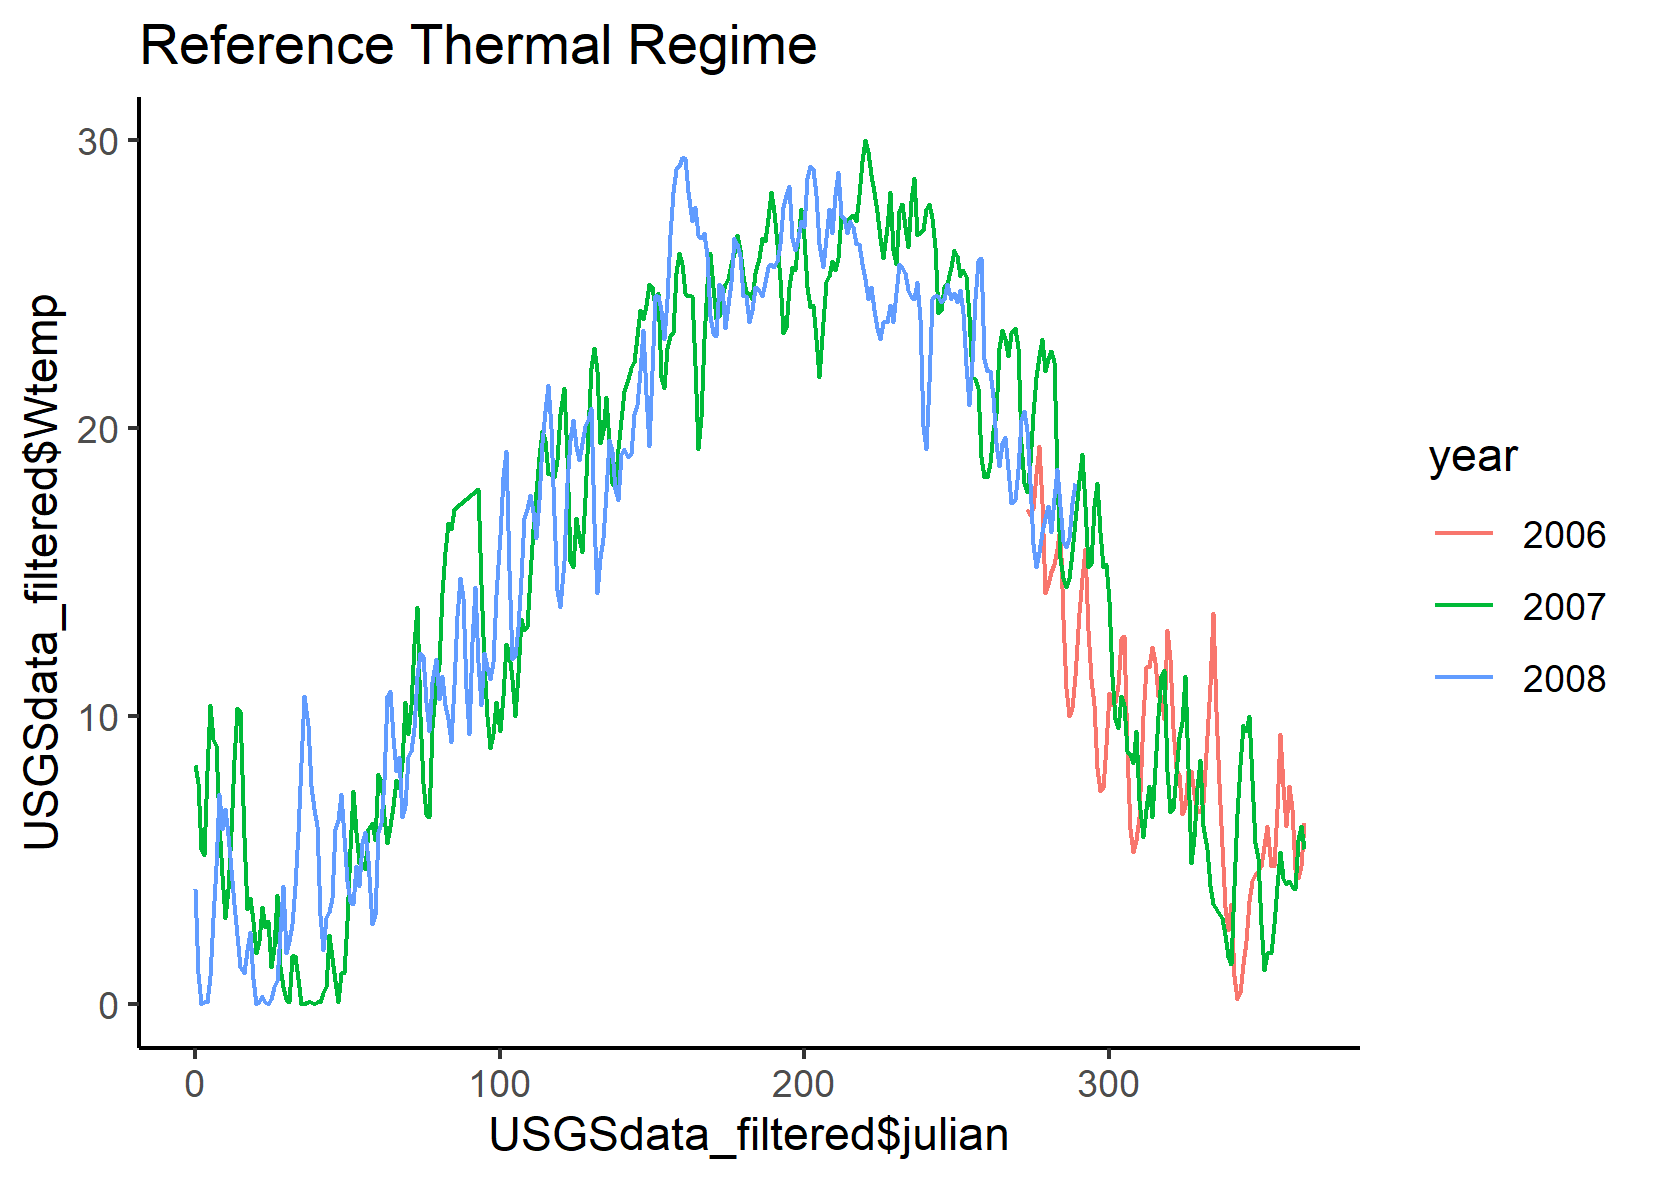 Reference Thermal Regime
USGSdata_filtered$Wtemp
30
20
10
0
0 100 200 300
USGSdata_filtered$julian
year
2006
2007
2008